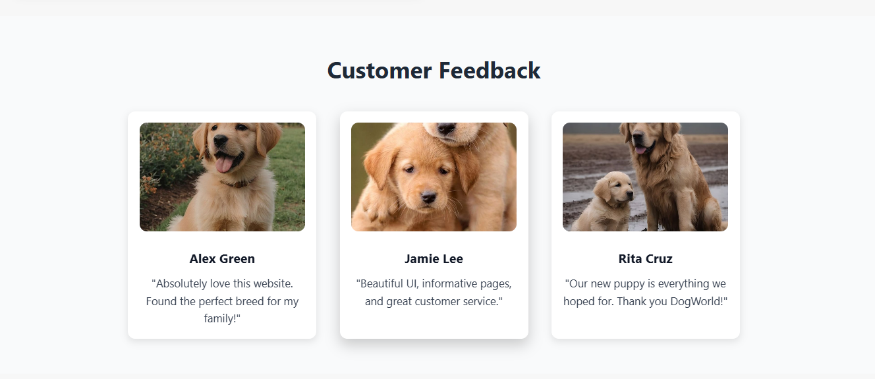 Customer Feedback
Alex Green
"Absolutely love this website.
Found the perfect breed for my
family!"
Jamie Lee
"Beautiful UI, informative pages,
and great customer service."
Rita Cruz
"Our new puppy is everything we
hoped for. Thank you DogWorld!"